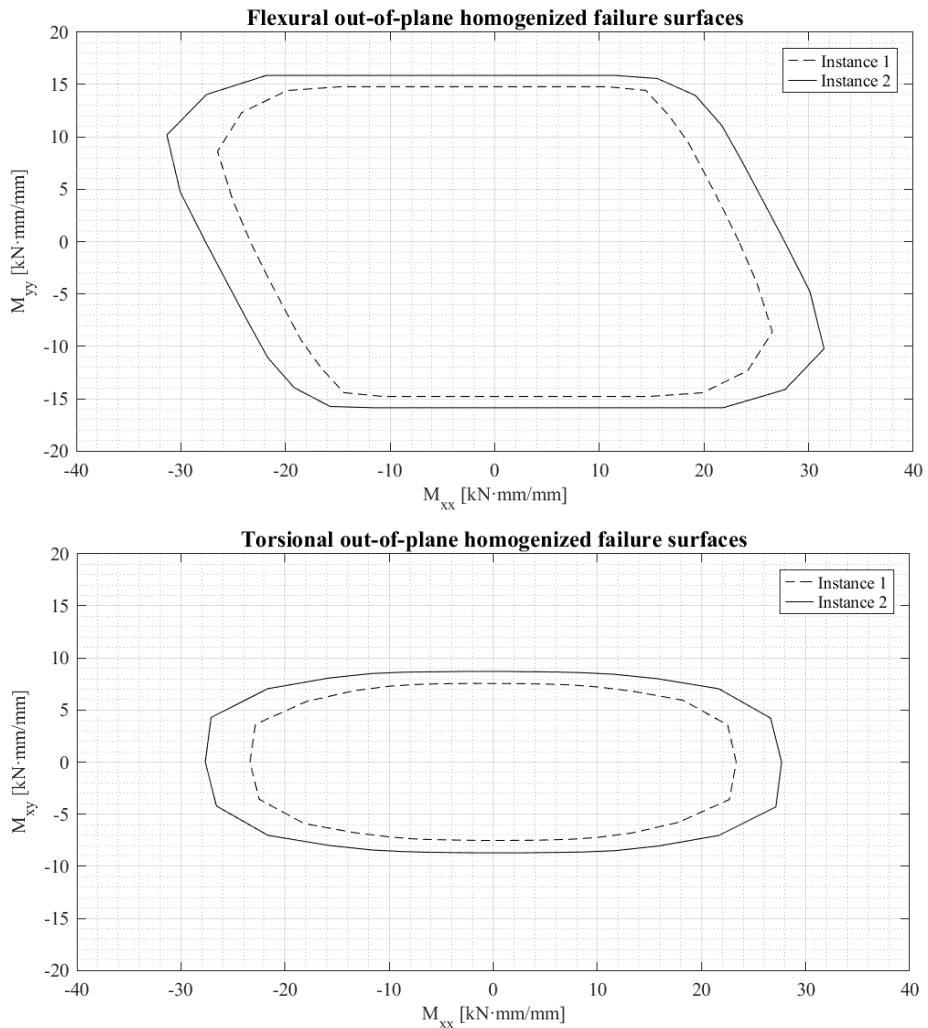 Flexural out-of-plane homogenized failure surfaces
20
15
10
5
0
-5
-10
-15
-20
M_yy [kN·mm/mm]
Instance 1
Instance 2
-40 -30 -20 -10 0 10 20 30 40
M_xx [kN·mm/mm]
Torsional out-of-plane homogenized failure surfaces
20
15
10
5
0
-5
-10
-15
-20
M_xy [kN·mm/mm]
Instance 1
Instance 2
-40 -30 -20 -10 0 10 20 30 40
M_xx [kN·mm/mm]